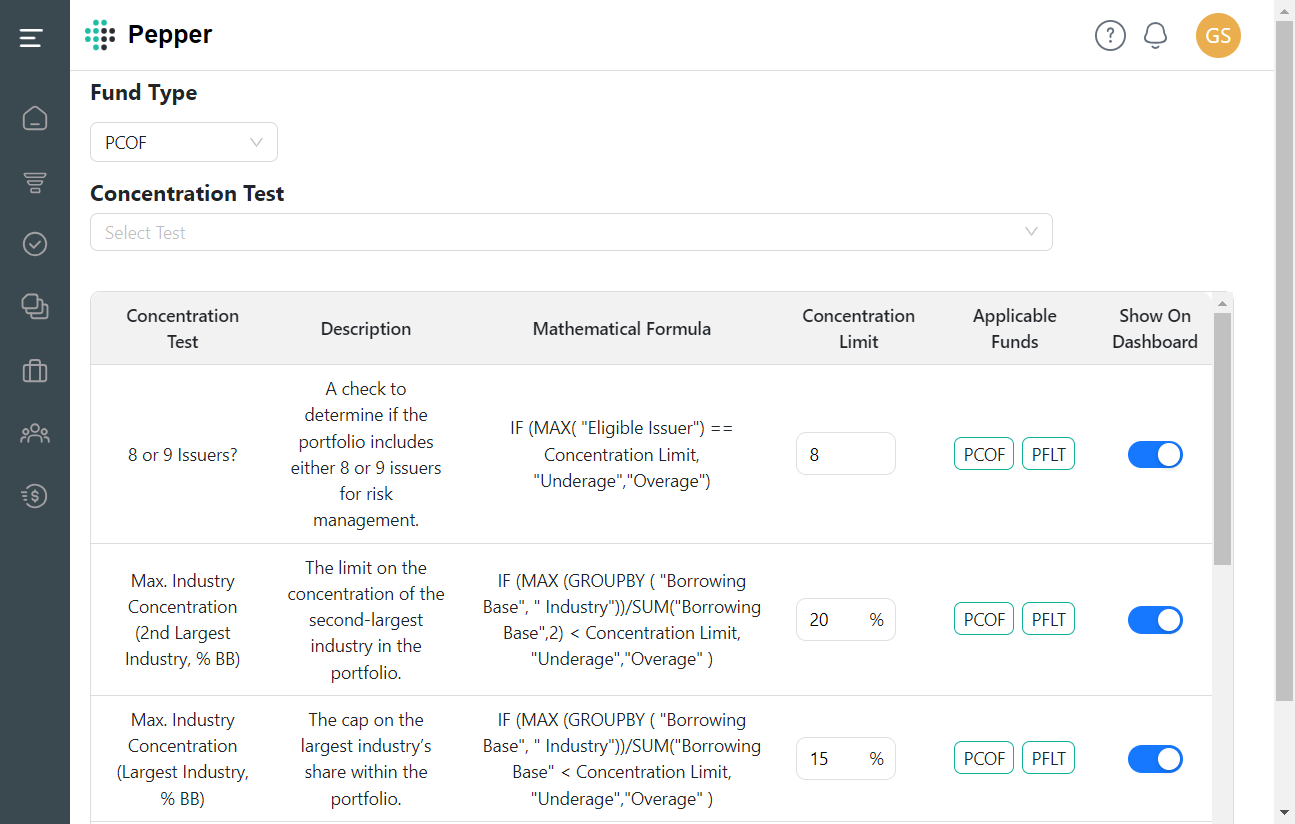 Pepper
?
GS
Fund Type
PCOF
Concentration Test
Select Test
Concentration
Test
Description
Mathematical Formula
Concentration
Limit
Applicable
Funds
Show On
Dashboard
8 or 9 Issuers?
A check to
determine if the
portfolio includes
either 8 or 9 issuers
for risk
management.
IF (MAX( "Eligible Issuer") ==
Concentration Limit,
"Underage","Overage")
8
PCOF PFLT
Max. Industry
Concentration
(2nd Largest
Industry, % BB)
The limit on the
concentration of the
second-largest
industry in the
portfolio.
IF (MAX (GROUPBY ( "Borrowing
Base", " Industry"))/SUM("Borrowing
Base",2) < Concentration Limit,
"Underage","Overage" )
20 %
PCOF PFLT
Max. Industry
Concentration
(Largest Industry,
% BB)
The cap on the
largest industry’s
share within the
portfolio.
IF (MAX (GROUPBY ( "Borrowing
Base", " Industry"))/SUM("Borrowing
Base" < Concentration Limit,
"Underage","Overage" )
15 %
PCOF PFLT